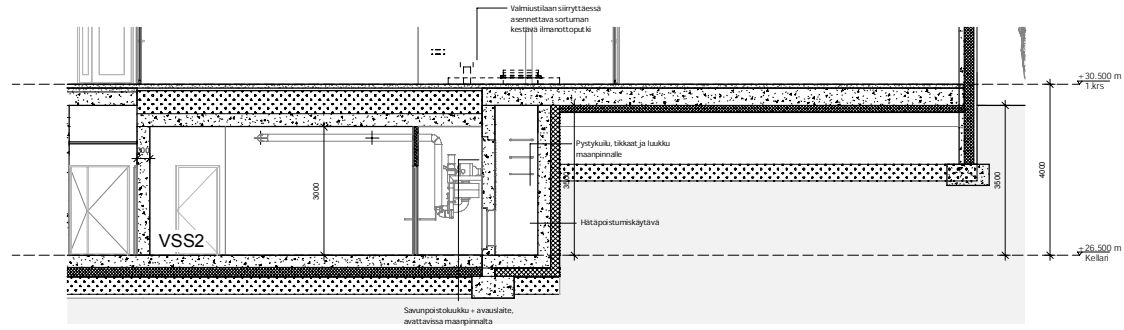 Valmiustilaan siirryttäessä
asennettava sortuman
kestävä ilmanottoputki
+30.500 m
1.krs
Pystykuilu, tikkaat ja luukku
maanpinnalle
3000
3500
3500
4000
Hätäpoistumiskäytävä
VSS2
+26.500 m
Kellari
Savunpoistoluukku + avauslaite,
avattavissa maanpinnalta